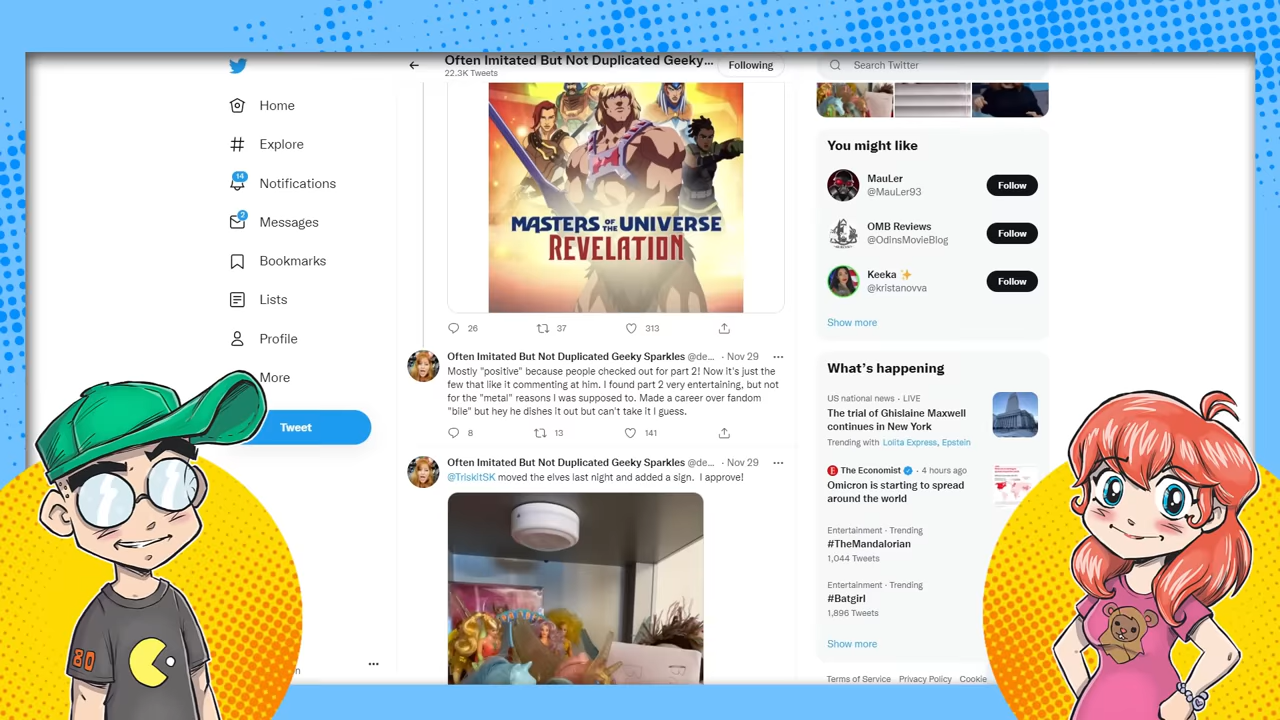 Often Imitated But Not Duplicated Geeky...
22.3K Tweets
Following
Search Twitter
Home
Explore
14
Notifications
2
Messages
Bookmarks
Lists
Profile
More
Tweet
MASTERS OF THE UNIVERSE
REVELATION
26 37 313
Often Imitated But Not Duplicated Geeky Sparkles @de... · Nov 29
Mostly "positive" because people checked out for part 2! Now it's just the
few that like it commenting at him. I found part 2 very entertaining, but not
for the "metal" reasons I was supposed to. Made a career over fandom
"bile" but hey he dishes it out but can't take it I guess.
8 13 141
Often Imitated But Not Duplicated Geeky Sparkles @de... · Nov 29
@TriskitSK moved the elves last night and added a sign. I approve!
You might like
MauLer
@MauLer93
Follow
OMB Reviews
@OdinsMovieBlog
Follow
Keeka ✨
@kristanovva
Follow
Show more
What's happening
US national news · LIVE
The trial of Ghislaine Maxwell
continues in New York
Trending with Lolita Express, Epstein
The Economist · 4 hours ago
Omicron is starting to spread
around the world
Entertainment · Trending
#TheMandalorian
1,044 Tweets
Entertainment · Trending
#Batgirl
1,896 Tweets
Show more
Terms of Service Privacy Policy Cookie
80